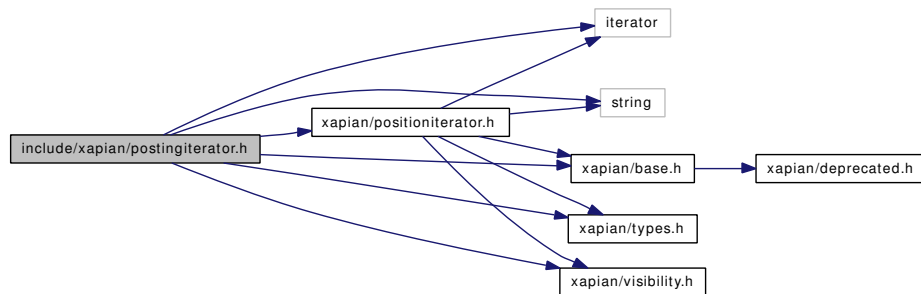 iterator
string
xapian/positioniterator.h
include/xapian/postingiterator.h
xapian/base.h
xapian/deprecated.h
xapian/types.h
xapian/visibility.h